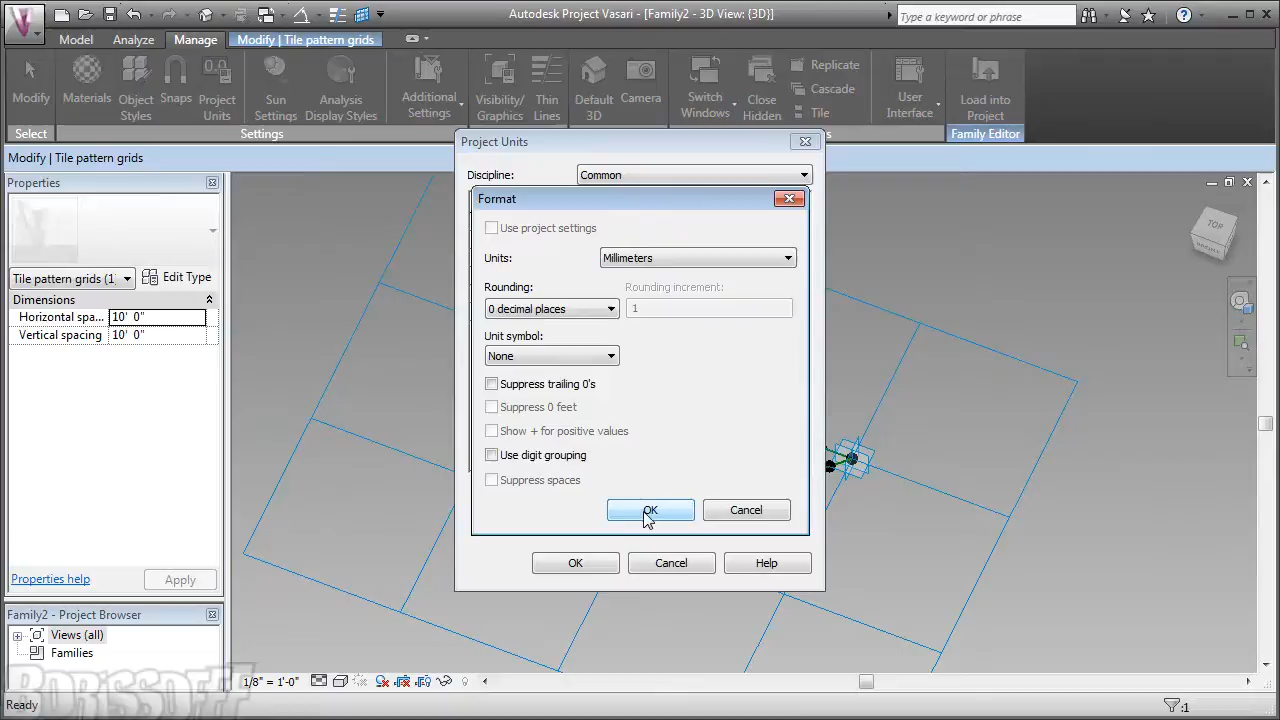 Autodesk Project Vasari - [Family2 - 3D View: {3D}]
Type a keyword or phrase
Model
Analyze
Manage
Modify | Tile pattern grids
Modify
Materials
Object Styles
Snaps
Project Units
Sun Settings
Analysis Display Styles
Additional Settings
Visibility/ Graphics
Thin Lines
Default 3D
Camera
Switch Windows
Close Hidden
Replicate
Cascade
Tile
User Interface
Load into Project
Select
Settings
Family Editor
Modify | Tile pattern grids
Properties
Tile pattern grids (1)
Edit Type
Dimensions
Horizontal spa...
10' 0"
Vertical spacing
10' 0"
Properties help
Apply
Family2 - Project Browser
Views (all)
Families
Project Units
Discipline:
Common
Format
Use project settings
Units:
Millimeters
Rounding:
Rounding increment:
0 decimal places
1
Unit symbol:
None
Suppress trailing 0's
Suppress 0 feet
Show + for positive values
Use digit grouping
Suppress spaces
OK
Cancel
OK
Cancel
Help
TOP
1/8" = 1'-0"
BORISSOFF
Ready
:1